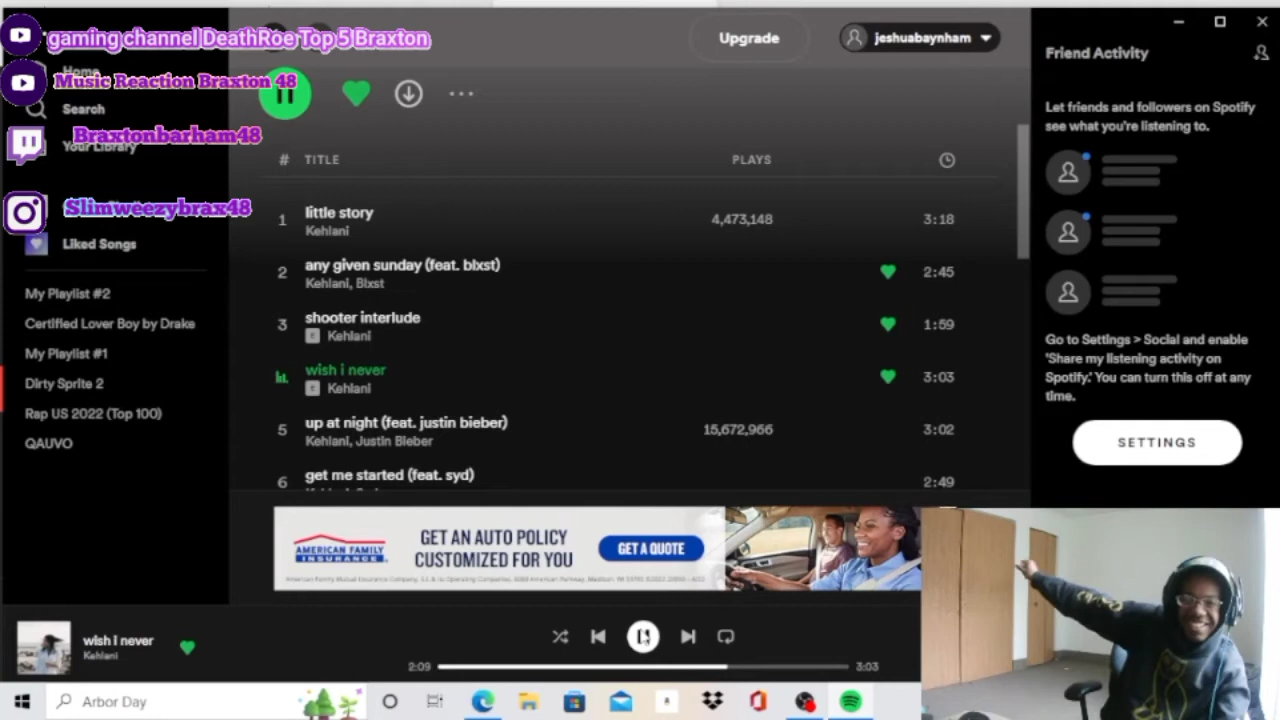 gaming channel DeathRoe Top 5 Braxton
Home
Music Reaction Braxton 48
Search
Braxtonbarham48
Your Library
Slimweezybrax48
Liked Songs
My Playlist #2
Certified Lover Boy by Drake
My Playlist #1
Dirty Sprite 2
Rap US 2022 (Top 100)
QAUVO
Upgrade
jeshuabaynham
# TITLE PLAYS
1 little story 4,473,148 3:18
Kehlani
2 any given sunday (feat. blxst) 2:45
Kehlani, Blxst
3 shooter interlude 1:59
E Kehlani
wish i never 3:03
E Kehlani
5 up at night (feat. justin bieber) 15,672,966 3:02
Kehlani, Justin Bieber
6 get me started (feat. syd) 2:49
Friend Activity
Let friends and followers on Spotify
see what you're listening to.
Go to Settings > Social and enable
'Share my listening activity on
Spotify.' You can turn this off at any
time.
SETTINGS
AMERICAN FAMILY
INSURANCE
GET AN AUTO POLICY
CUSTOMIZED FOR YOU
GET A QUOTE
wish i never
Kehlani
2:09 3:03
Arbor Day